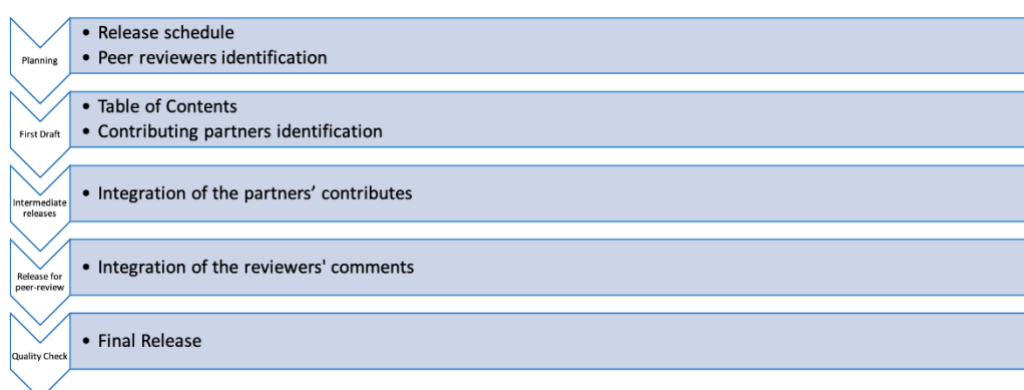 Planning
• Release schedule
• Peer reviewers identification
First Draft
• Table of Contents
• Contributing partners identification
Intermediate
releases
• Integration of the partners’ contributes
Release for
peer-review
• Integration of the reviewers' comments
Quality Check
• Final Release